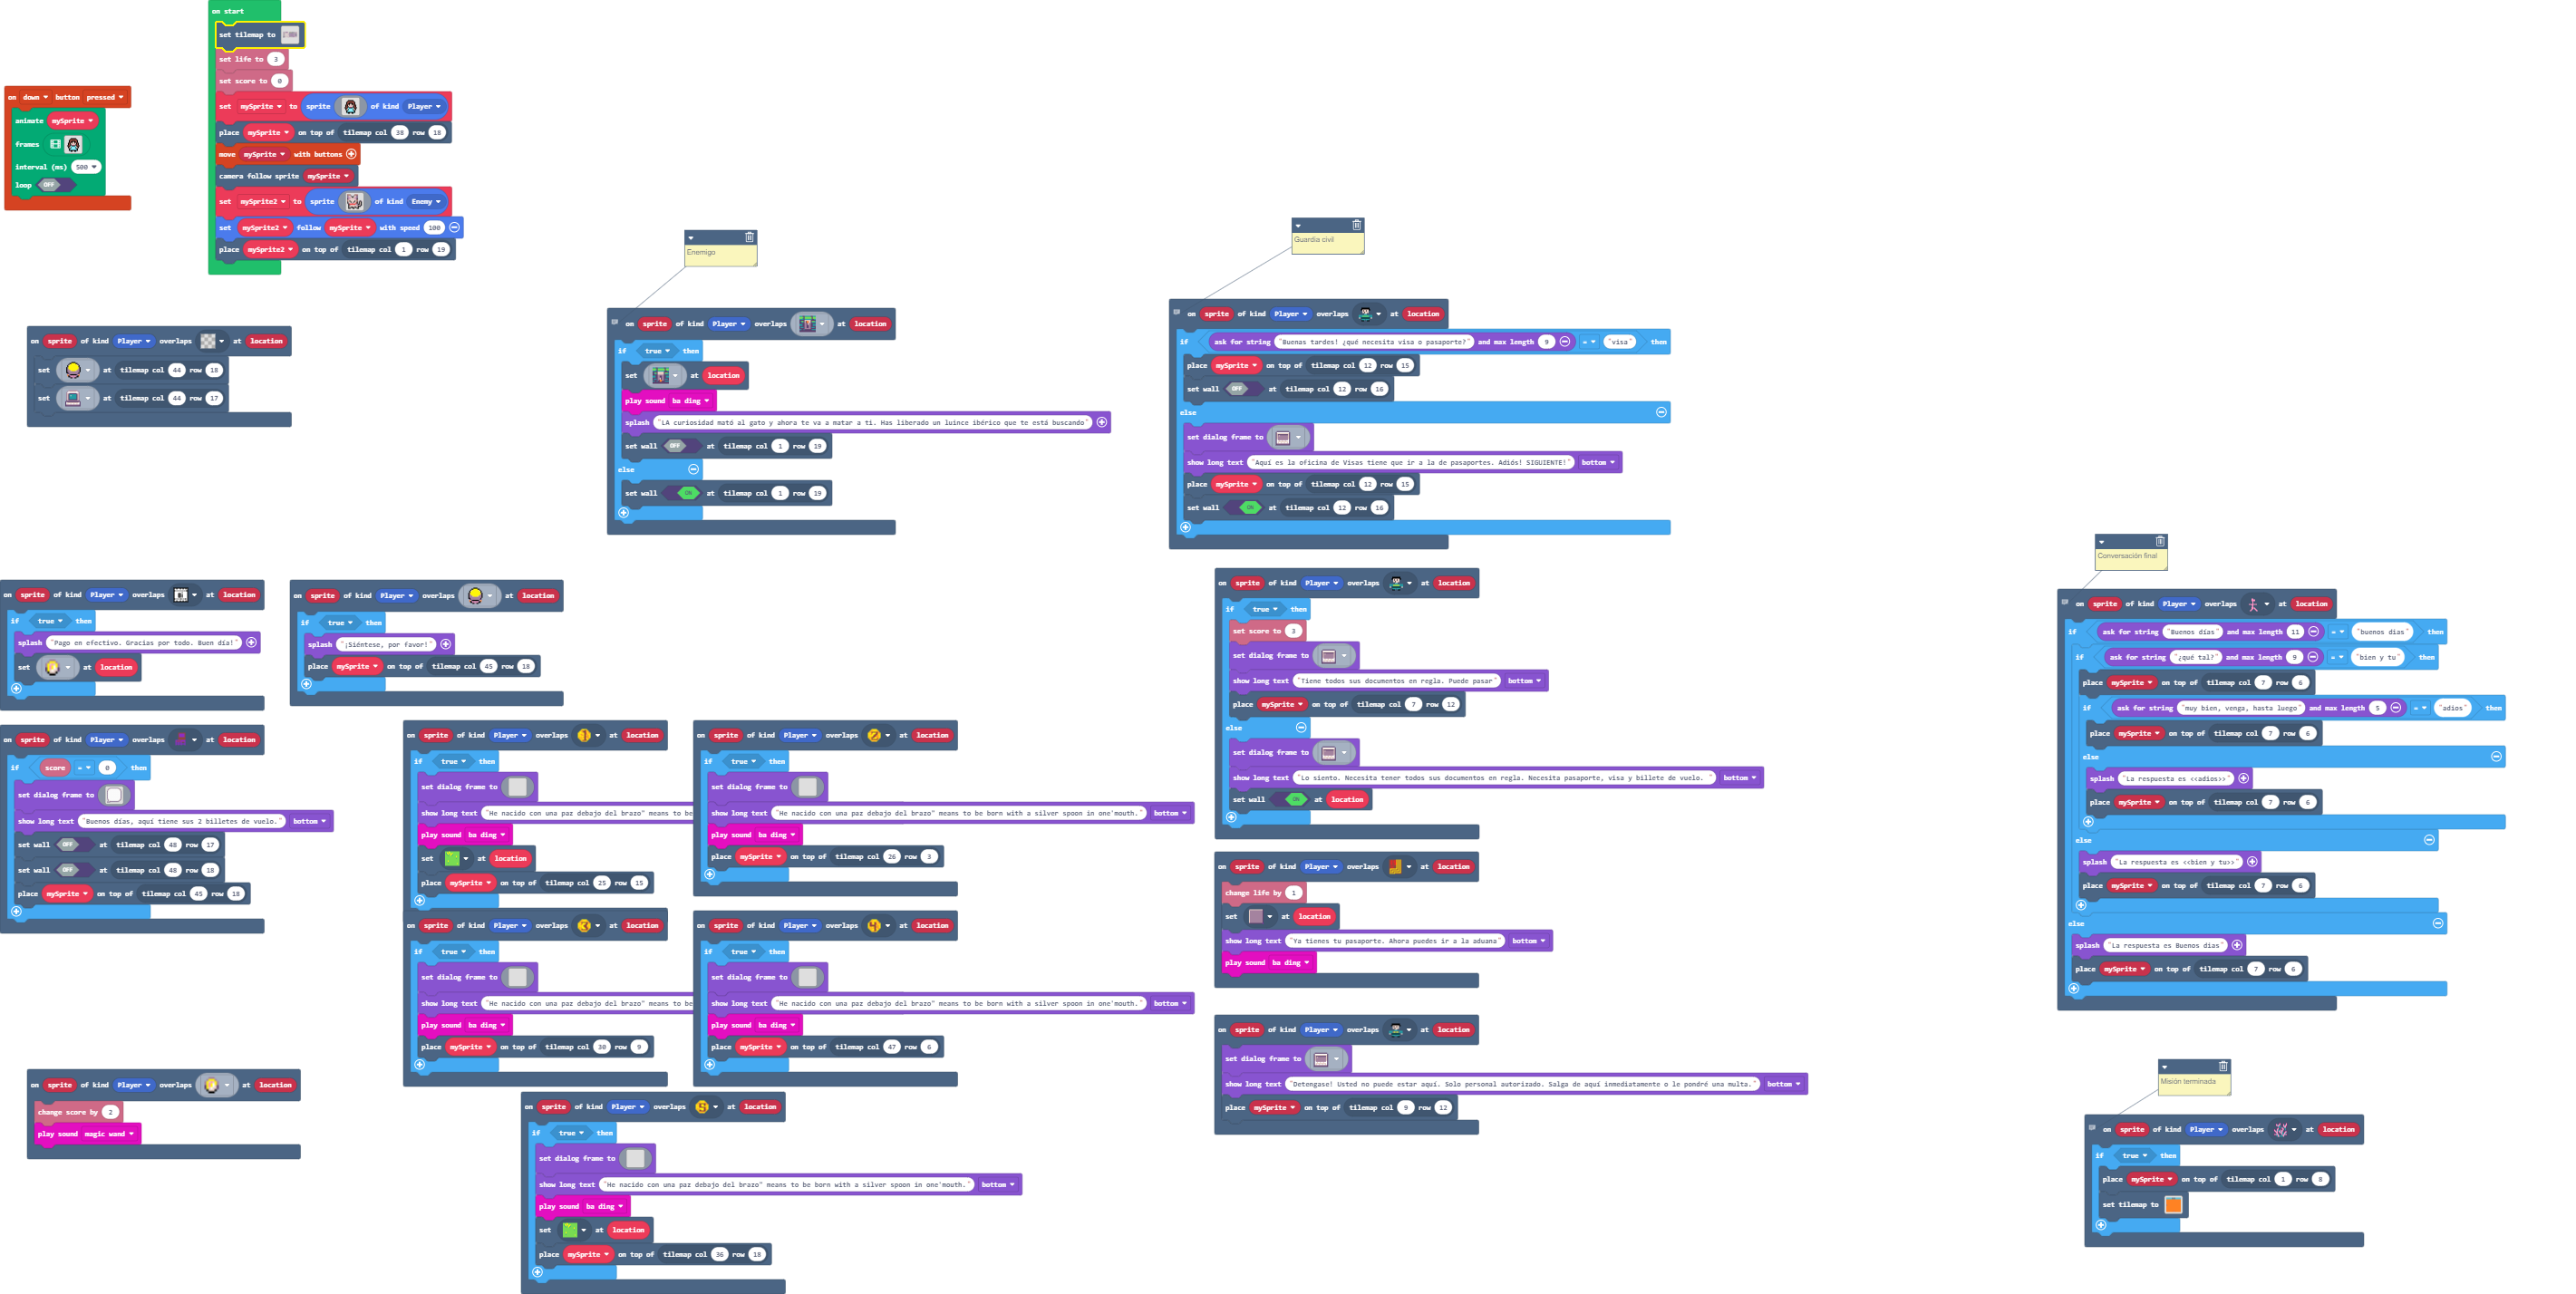 on start
set tilemap to
set life to 3
set score to 0
set mySprite to sprite of kind Player
place mySprite on top of tilemap col 38 row 18
move mySprite with buttons
camera follow sprite mySprite
set mySprite2 to sprite of kind Enemy
set mySprite2 follow mySprite with speed 100
place mySprite2 on top of tilemap col 1 row 19
on down button pressed
animate mySprite
frames
interval (ms) 500
loop OFF
on sprite of kind Player overlaps at location
set at tilemap col 44 row 18
set at tilemap col 44 row 17
Enemigo
on sprite of kind Player overlaps at location
if true then
set at location
play sound ba ding
splash "LA curiosidad mató al gato y ahora te va a matar a ti. Has liberado un luince ibérico que te está buscando"
set wall OFF at tilemap col 1 row 19
else
set wall ON at tilemap col 1 row 19
Guardia civil
on sprite of kind Player overlaps at location
if ask for string "Buenas tardes! ¿qué necesita visa o pasaporte?" and max length 9 = "visa" then
place mySprite on top of tilemap col 12 row 15
set wall OFF at tilemap col 12 row 16
else
set dialog frame to
show long text "Aquí es la oficina de Visas tiene que ir a la de pasaportes. Adiós! SIGUIENTE!" bottom
place mySprite on top of tilemap col 12 row 15
set wall ON at tilemap col 12 row 16
on sprite of kind Player overlaps at location
if true then
splash "Pago en efectivo. Gracias por todo. Buen día!"
set at location
on sprite of kind Player overlaps at location
if true then
splash "¡Siéntese, por favor!"
place mySprite on top of tilemap col 45 row 18
on sprite of kind Player overlaps at location
if score = 0 then
set dialog frame to
show long text "Buenos días, aquí tiene sus 2 billetes de vuelo." bottom
set wall OFF at tilemap col 48 row 17
set wall OFF at tilemap col 48 row 18
place mySprite on top of tilemap col 45 row 18
on sprite of kind Player overlaps 1 at location
if true then
set dialog frame to
show long text "He nacido con una paz debajo del brazo" means to be
play sound ba ding
set at location
place mySprite on top of tilemap col 25 row 15
on sprite of kind Player overlaps 2 at location
if true then
set dialog frame to
show long text "He nacido con una paz debajo del brazo" means to be born with a silver spoon in one'mouth." bottom
play sound ba ding
place mySprite on top of tilemap col 26 row 3
on sprite of kind Player overlaps 3 at location
if true then
set dialog frame to
show long text "He nacido con una paz debajo del brazo" means to be
play sound ba ding
place mySprite on top of tilemap col 30 row 9
on sprite of kind Player overlaps 4 at location
if true then
set dialog frame to
show long text "He nacido con una paz debajo del brazo" means to be born with a silver spoon in one'mouth." bottom
play sound ba ding
place mySprite on top of tilemap col 47 row 6
on sprite of kind Player overlaps at location
change score by 2
play sound magic wand
on sprite of kind Player overlaps 5 at location
if true then
set dialog frame to
show long text "He nacido con una paz debajo del brazo" means to be born with a silver spoon in one'mouth." bottom
play sound ba ding
set at location
place mySprite on top of tilemap col 36 row 18
on sprite of kind Player overlaps at location
if true then
set score to 3
set dialog frame to
show long text "Tiene todos sus documentos en regla. Puede pasar" bottom
place mySprite on top of tilemap col 7 row 12
else
set dialog frame to
show long text "Lo siento. Necesita tener todos sus documentos en regla. Necesita pasaporte, visa y billete de vuelo. " bottom
set wall ON at location
on sprite of kind Player overlaps at location
change life by 1
set at location
show long text "Ya tienes tu pasaporte. Ahora puedes ir a la aduana" bottom
play sound ba ding
on sprite of kind Player overlaps at location
set dialog frame to
show long text "Detengase! Usted no puede estar aquí. Solo personal autorizado. Salga de aquí inmediatamente o le pondré una multa." bottom
place mySprite on top of tilemap col 9 row 12
Conversación final
on sprite of kind Player overlaps at location
if ask for string "Buenos días" and max length 11 = "buenos dias" then
if ask for string "¿qué tal?" and max length 9 = "bien y tu" then
place mySprite on top of tilemap col 7 row 6
if ask for string "muy bien, venga, hasta luego" and max length 5 = "adios" then
place mySprite on top of tilemap col 7 row 6
else
splash "La respuesta es <<adios>>"
place mySprite on top of tilemap col 7 row 6
else
splash "La respuesta es <<bien y tu>>"
place mySprite on top of tilemap col 7 row 6
else
splash "La respuesta es Buenos dias"
place mySprite on top of tilemap col 7 row 6
Misión terminada
on sprite of kind Player overlaps at location
if true then
place mySprite on top of tilemap col 1 row 8
set tilemap to